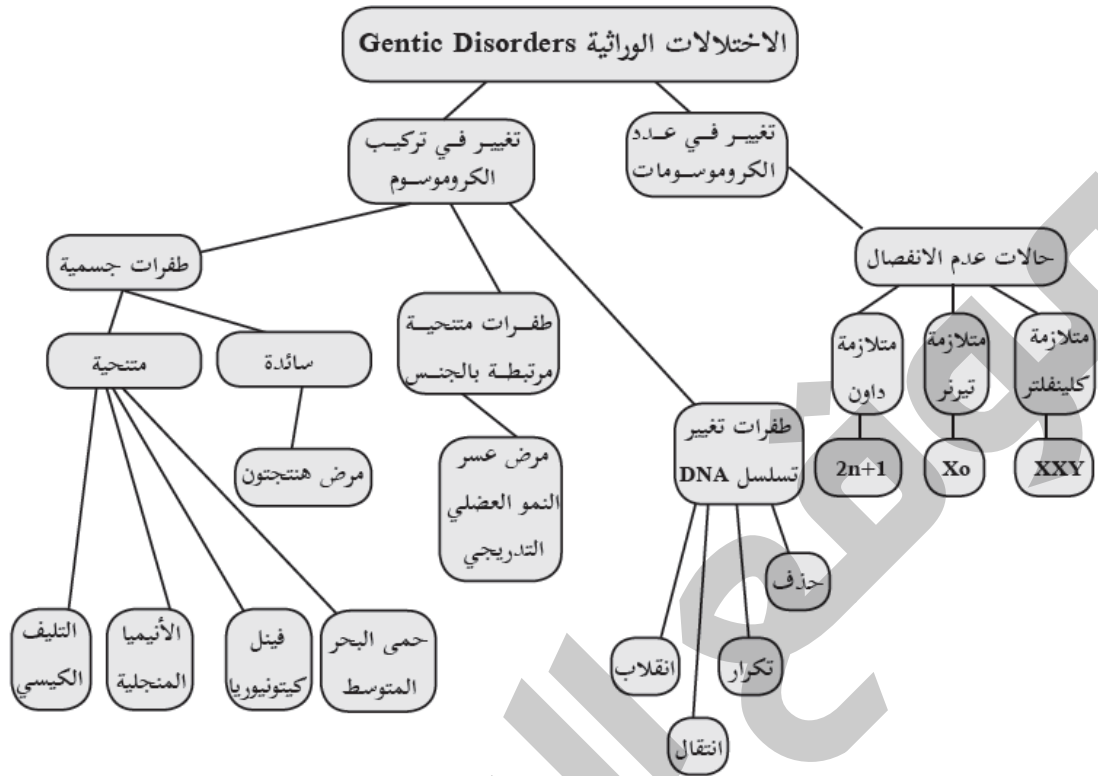 الاختلالات الوراثية Gentic Disorders
تغيير في عدد
الكروموسومات
تغيير في تركيب
الكروموسوم
حالات عدم الانفصال
متلازمة
كلينفلتر
متلازمة
تيرنر
متلازمة
داون
XXY
Xo
2n+1
طفرات تغيير
تسلسل DNA
حذف
تكرار
انتقال
انقلاب
طفرات متنحية
مرتبطة بالجنس
مرض عسر
النمو العضلي
التدريجي
طفرات جسمية
سائدة
متنحية
مرض هنتجتون
حمى البحر
المتوسط
فينل
كيتونيوريا
الأنيميا
المنجلية
التليف
الكيسي